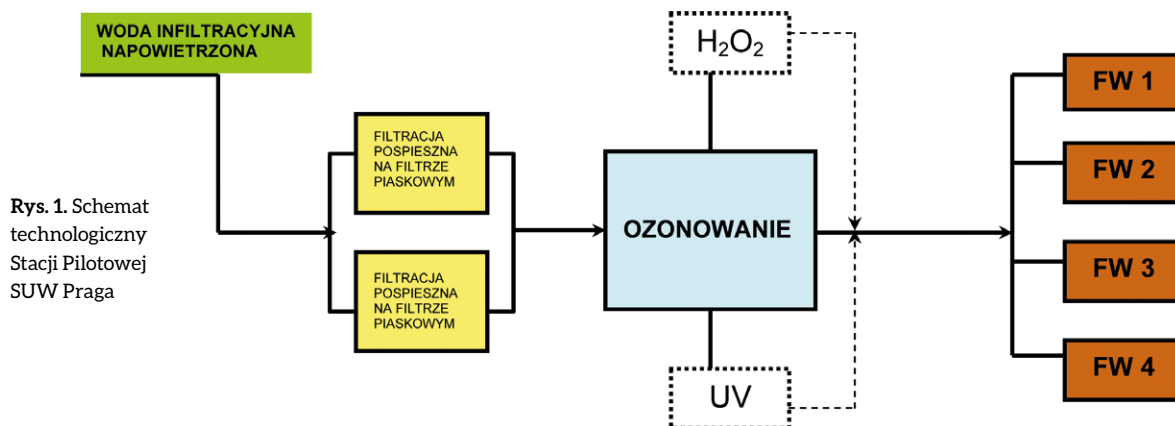 WODA INFILTRACYJNA
NAPOWIETRZONA
Rys. 1. Schemat
technologiczny
Stacji Pilotowej
SUW Praga
FILTRACJA
POSPIESZNA
NA FILTRZE
PIASKOWYM
FILTRACJA
POSPIESZNA
NA FILTRZE
PIASKOWYM
H₂O₂
OZONOWANIE
UV
FW 1
FW 2
FW 3
FW 4